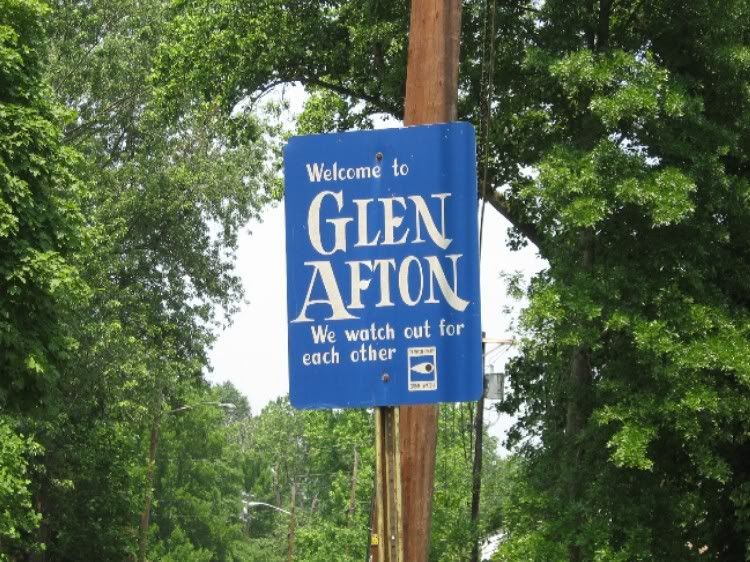 Welcome to
GLEN
AFTON
We watch out for
each other